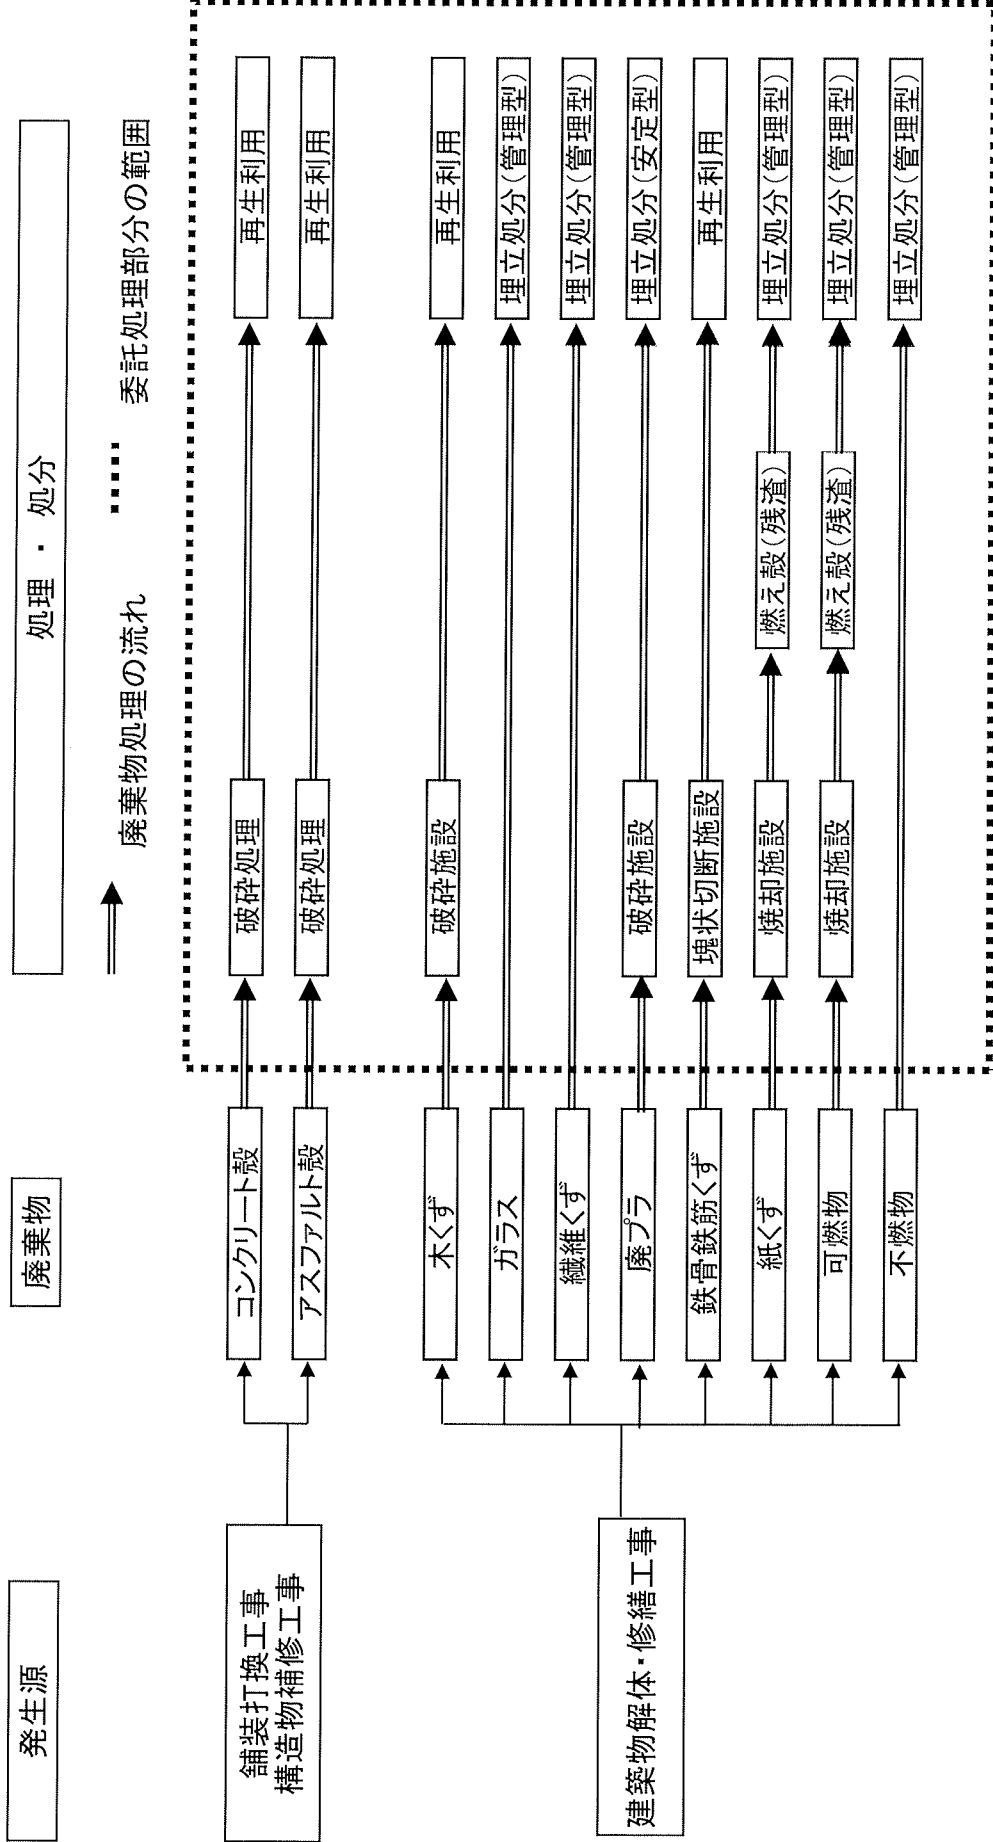 発生源
廃棄物
処理・処分
廃棄物処理の流れ
委託処理部分の範囲
舗装打換工事
構造物補修工事
コンクリート殻
破砕処理
再生利用
アスファルト殻
破砕処理
再生利用
建築物解体・修繕工事
木くず
破砕施設
再生利用
ガラス
埋立処分(管理型)
繊維くず
埋立処分(管理型)
廃プラ
破砕施設
埋立処分(安定型)
鉄骨鉄筋くず
塊状切断施設
再生利用
紙くず
焼却施設
燃え殻(残渣)
埋立処分(管理型)
可燃物
焼却施設
燃え殻(残渣)
埋立処分(管理型)
不燃物
埋立処分(管理型)